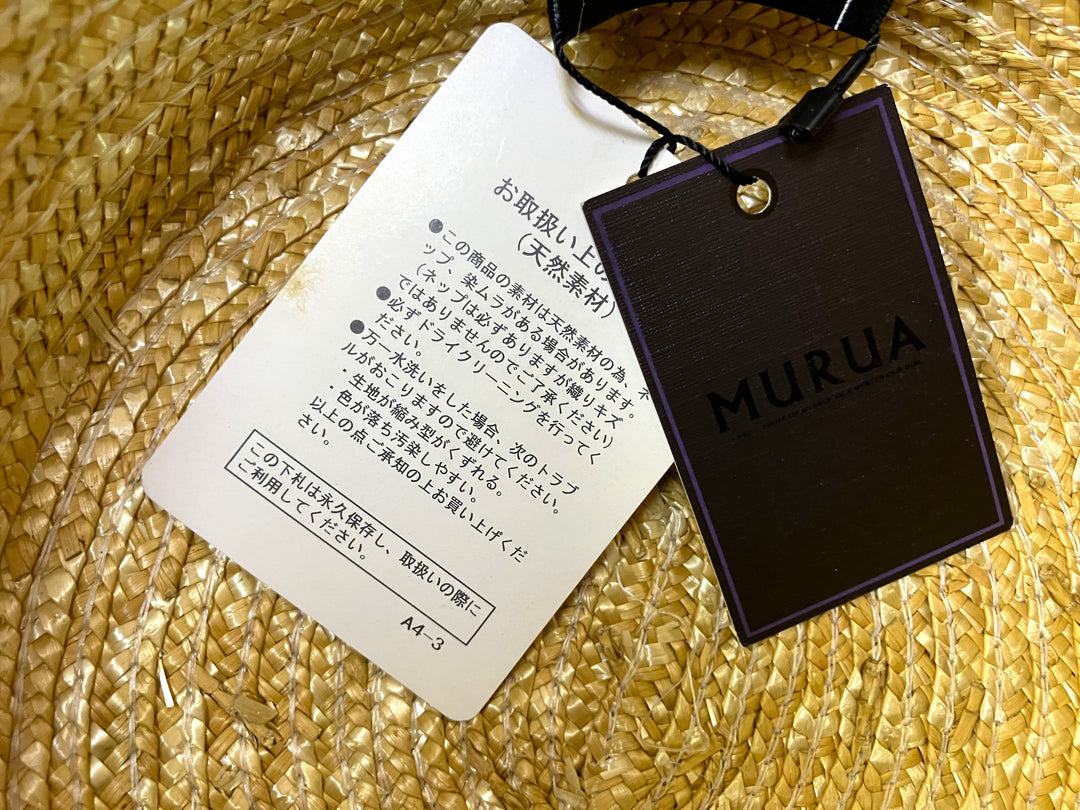 お取扱い上の
(天然素材)
●この商品の素材は天然素材の為、ネ
ップ、染ムラがある場合があります。
(ネップは必ずありますが織りキズ
ではありませんのでご了承ください)
●必ずドライクリーニングを行ってく
ださい。
●万一水洗いをした場合、次のトラブ
ルがおこりますので避けてください。
・生地が縮み型がくずれる。
・色が落ち汚染しやすい。
以上の点ご承知の上お買い上げくだ
さい。
この下札は永久保存し、取扱いの際に
ご利用してください。
A4-3
MURUA